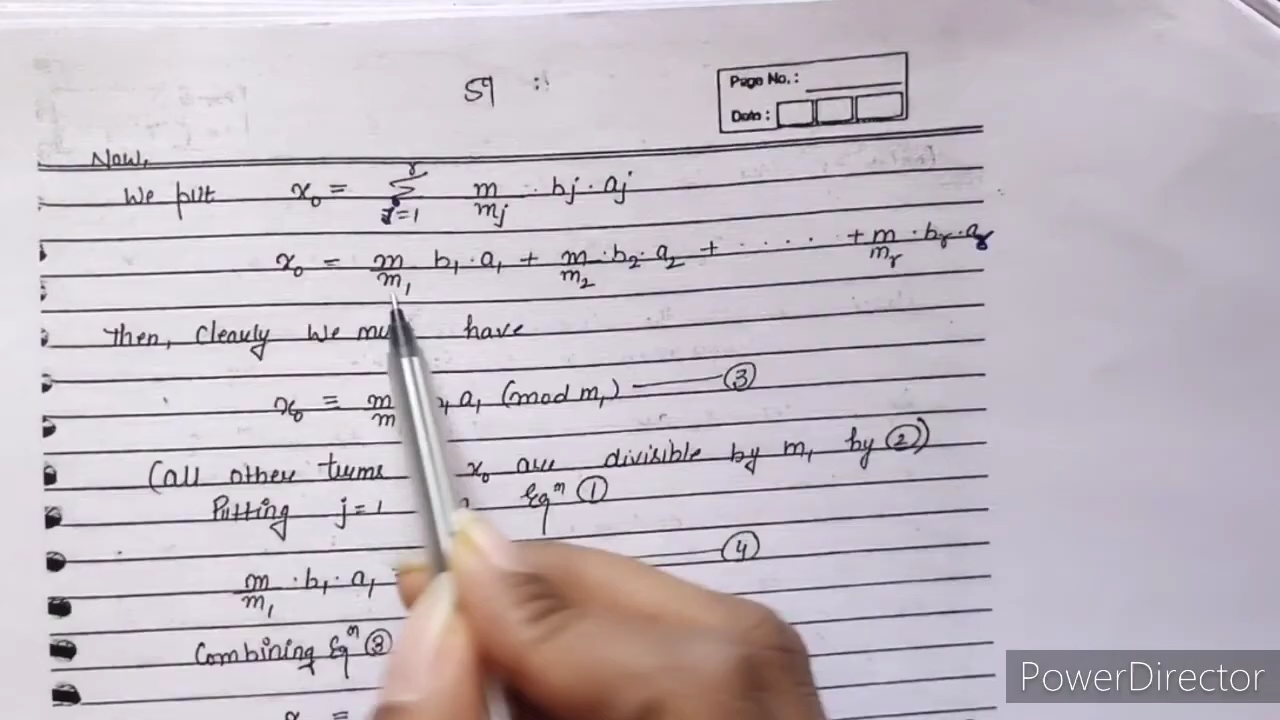 59
Page No. :
Date :
Now,
We put x₀ = Σ^r_{j=1} m/mⱼ · bⱼ · aⱼ
x₀ = m/m₁ b₁ · a₁ + m/m₂ · b₂ · a₂ + · · · · · + m/mᵣ · bᵣ · aᵣ
Then, clearly we have
x₀ ≡ m/m a₁ (mod m₁) ——— ③
(all other terms x₀ are divisible by m₁ by ②)
Putting j = 1 Eqⁿ ①
m/m₁ · b₁ · a₁ ——— ④
Combining Eqⁿ ③
x₀ ≡
PowerDirector